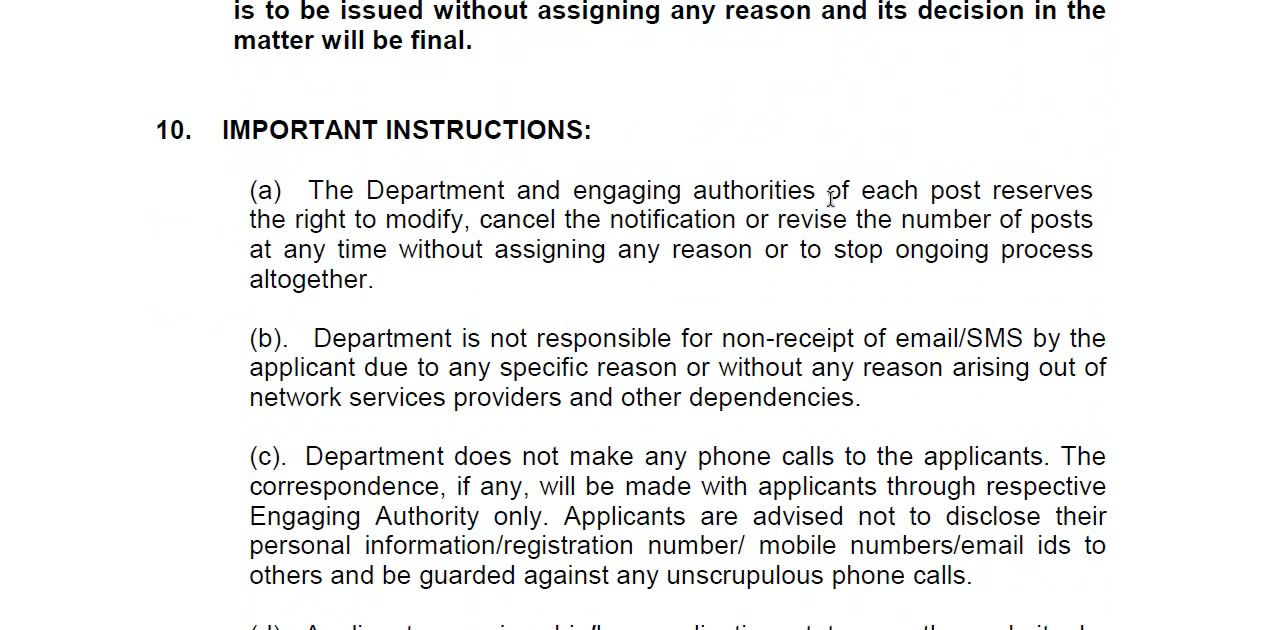 is to be issued without assigning any reason and its decision in the
matter will be final.
10. IMPORTANT INSTRUCTIONS:
(a) The Department and engaging authorities of each post reserves
the right to modify, cancel the notification or revise the number of posts
at any time without assigning any reason or to stop ongoing process
altogether.
(b). Department is not responsible for non-receipt of email/SMS by the
applicant due to any specific reason or without any reason arising out of
network services providers and other dependencies.
(c). Department does not make any phone calls to the applicants. The
correspondence, if any, will be made with applicants through respective
Engaging Authority only. Applicants are advised not to disclose their
personal information/registration number/ mobile numbers/email ids to
others and be guarded against any unscrupulous phone calls.